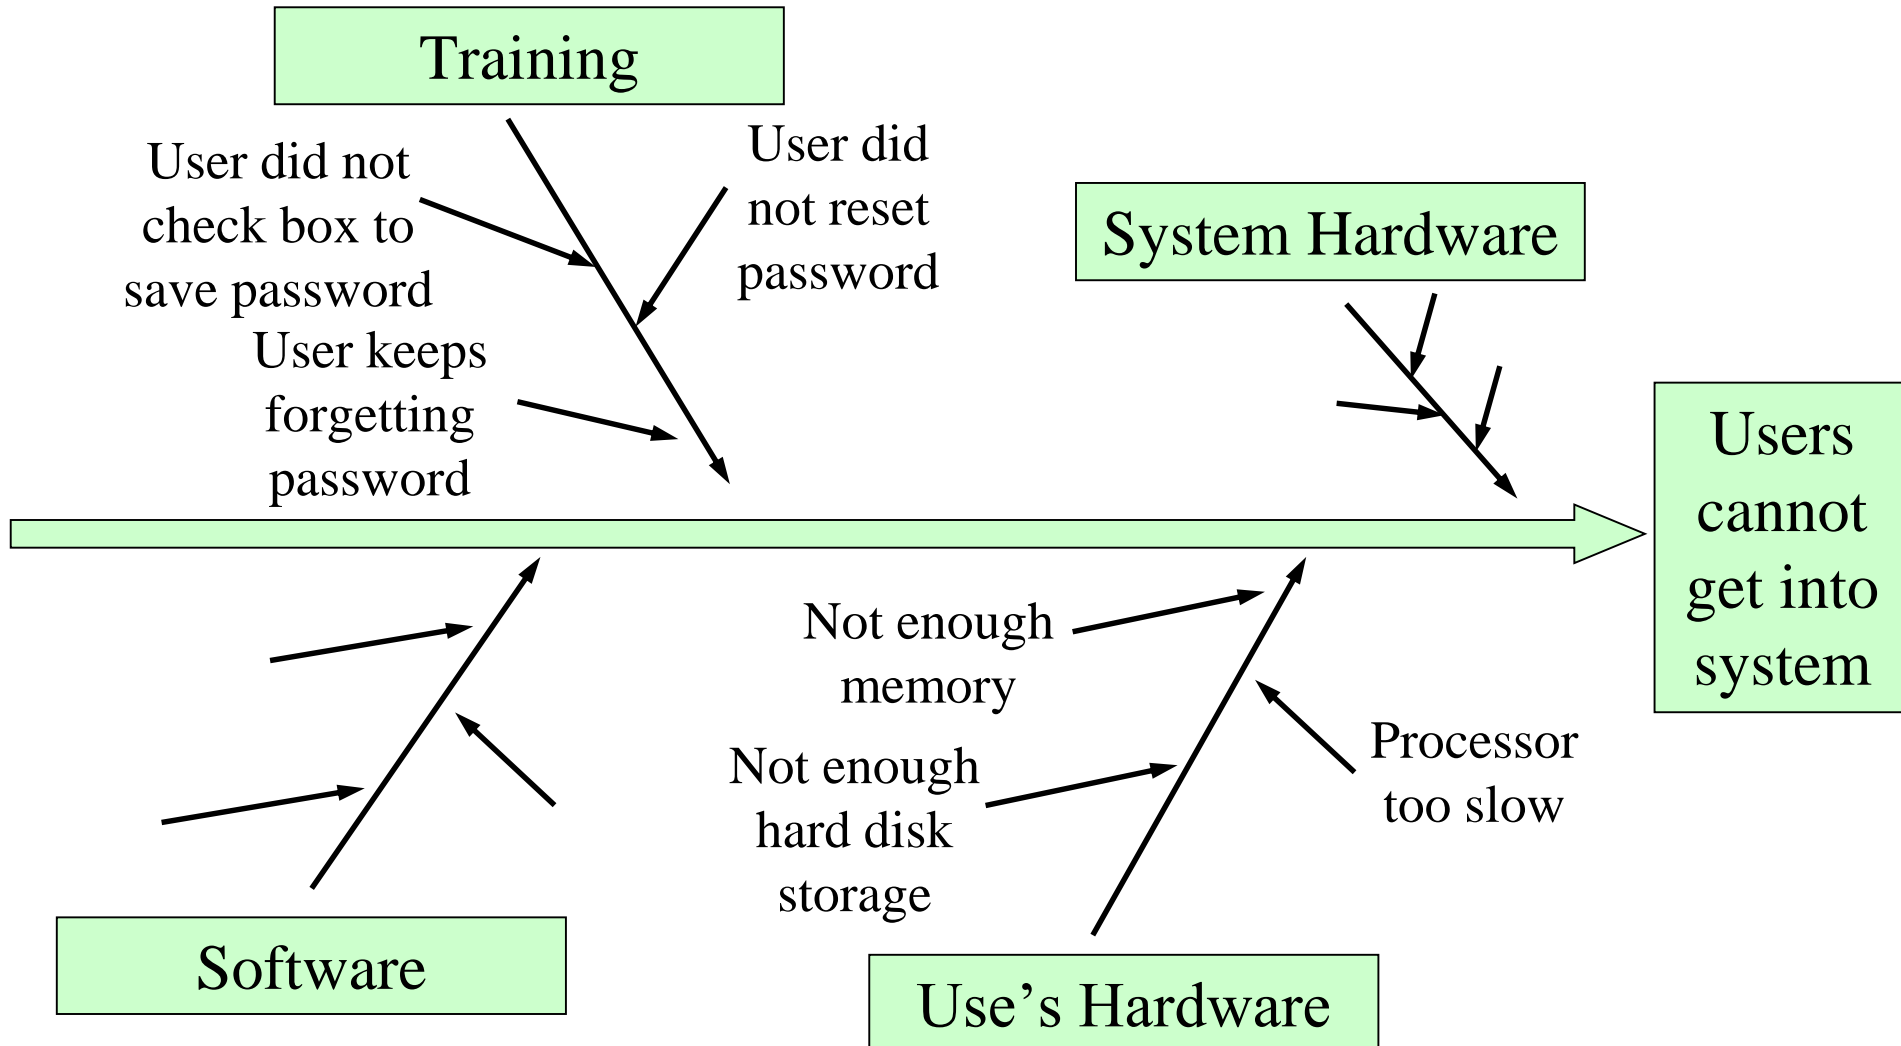 Training
User did not
check box to
save password
User did
not reset
password
User keeps
forgetting
password
System Hardware
Users
cannot
get into
system
Not enough
memory
Not enough
hard disk
storage
Processor
too slow
Software
Use’s Hardware